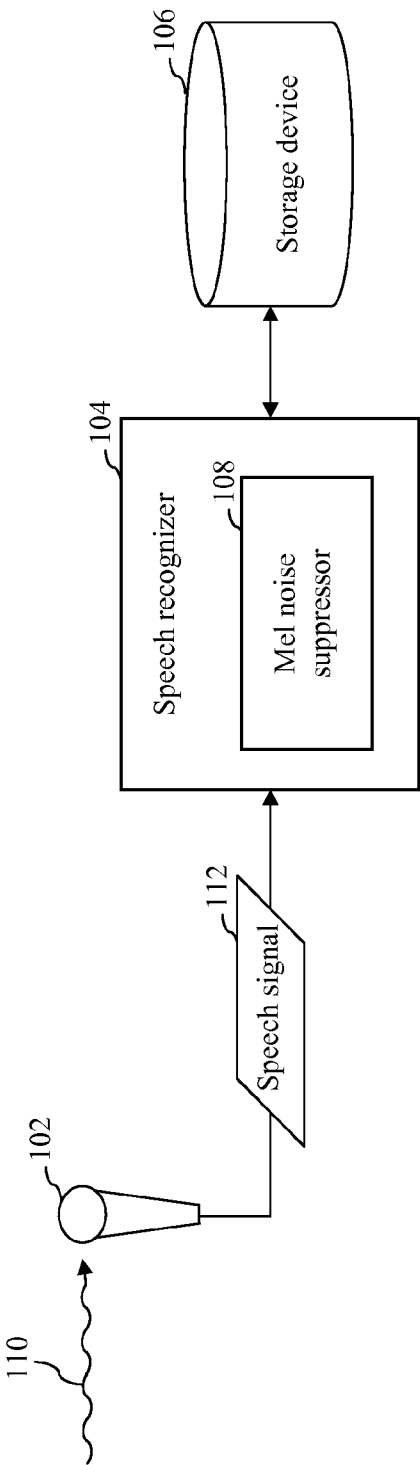 110
102
112
Speech signal
104
Speech recognizer
108
Mel noise
suppressor
106
Storage device